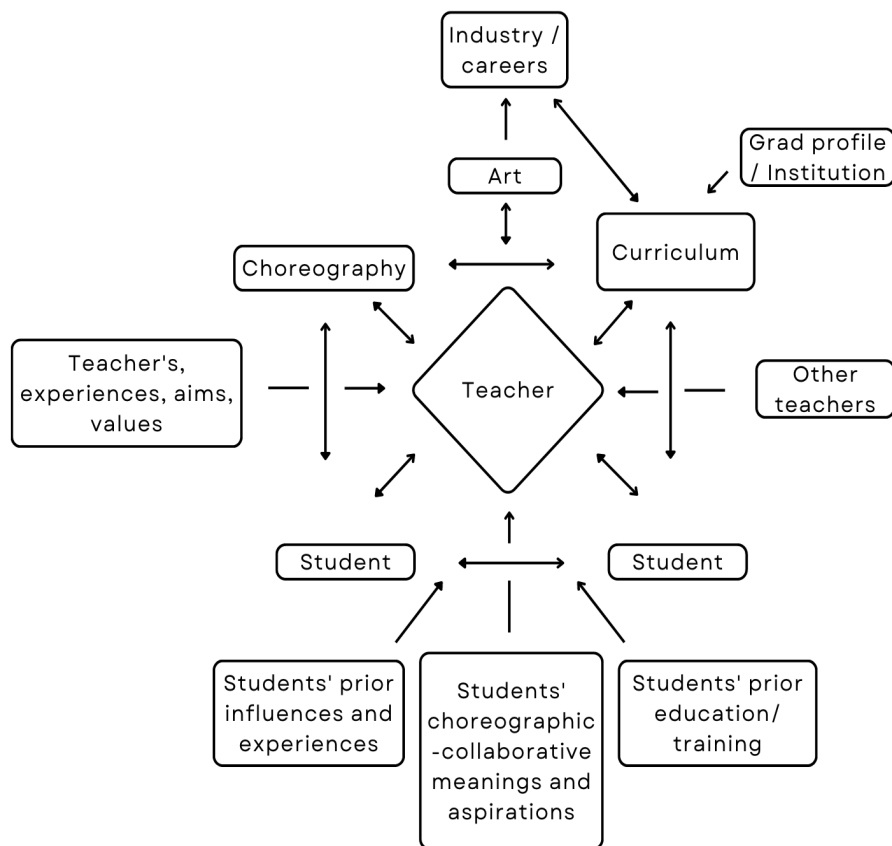 Industry /
careers
Grad profile
/ Institution
Art
Choreography
Curriculum
Teacher's,
experiences, aims,
values
Teacher
Other
teachers
Student
Student
Students' prior
influences and
experiences
Students'
choreographic
-collaborative
meanings and
aspirations
Students' prior
education/
training